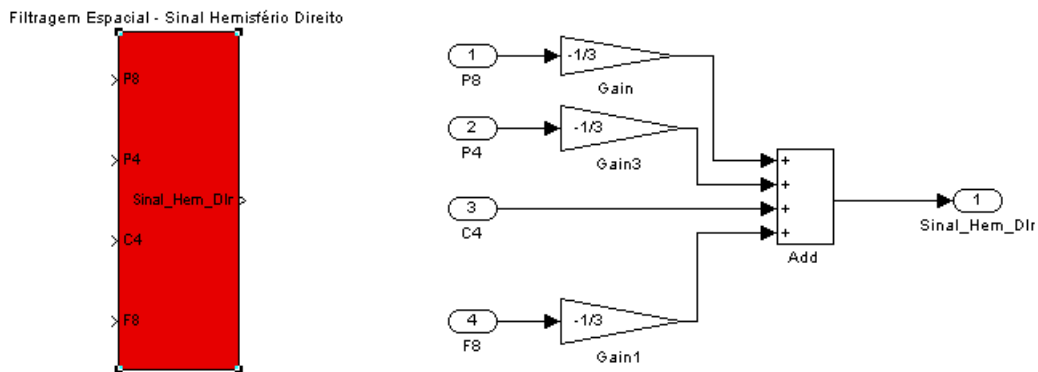 Filtragem Espacial - Sinal Hemisfério Direito
P8
P4
Sinal_Hem_DIr
C4
F8
1
P8
-1/3
Gain
2
P4
-1/3
Gain3
3
C4
4
F8
-1/3
Gain1
+
+
+
+
Add
1
Sinal_Hem_DIr